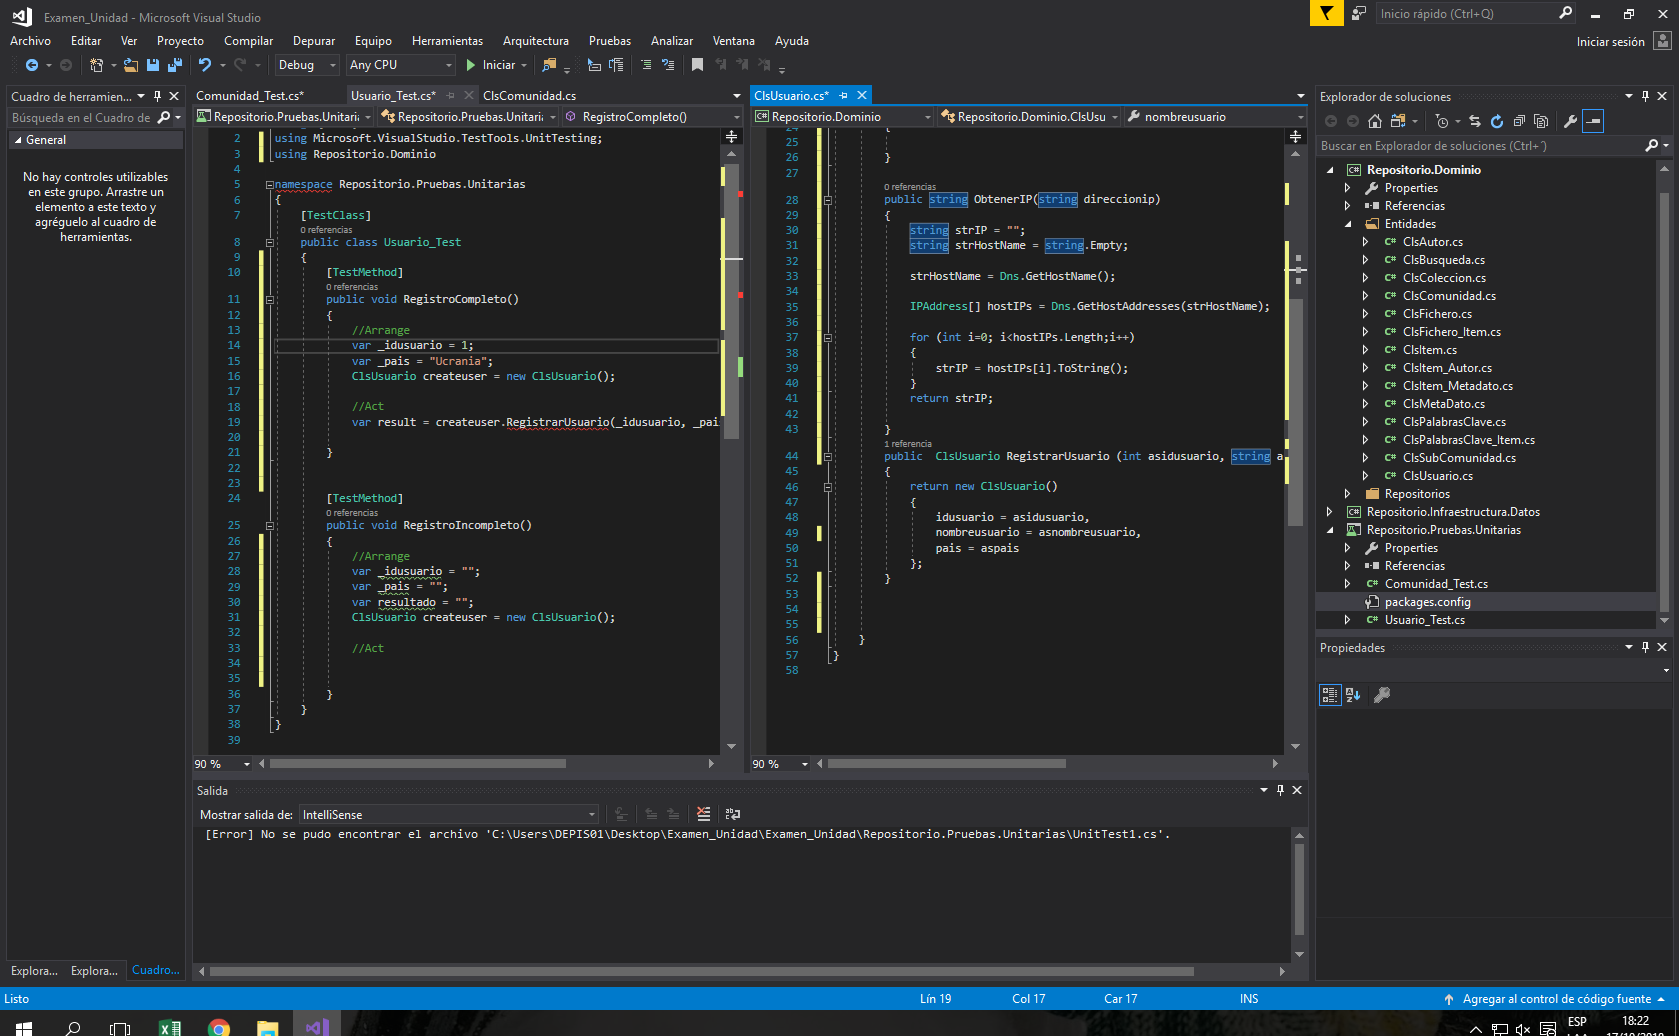 Examen_Unidad - Microsoft Visual Studio
Inicio rápido (Ctrl+Q)
Archivo Editar Ver Proyecto Compilar Depurar Equipo Herramientas Arquitectura Pruebas Analizar Ventana Ayuda
Iniciar sesión
Debug Any CPU Iniciar
Cuadro de herramien...
Búsqueda en el Cuadro de
General
No hay controles utilizables
en este grupo. Arrastre un
elemento a este texto y
agréguelo al cuadro de
herramientas.
Explora... Explora... Cuadro...
Comunidad_Test.cs* Usuario_Test.cs* ClsComunidad.cs
Repositorio.Pruebas.Unitaria Repositorio.Pruebas.Unitaria RegistroCompleto()
2 using Microsoft.VisualStudio.TestTools.UnitTesting;
3 using Repositorio.Dominio
4
5 namespace Repositorio.Pruebas.Unitarias
6 {
7 [TestClass]
0 referencias
8 public class Usuario_Test
9 {
10 [TestMethod]
0 referencias
11 public void RegistroCompleto()
12 {
13 //Arrange
14 var _idusuario = 1;
15 var _pais = "Ucrania";
16 ClsUsuario createuser = new ClsUsuario();
17
18 //Act
19 var result = createuser.RegistrarUsuario(_idusuario, _pai
20
21 }
22
23
24 [TestMethod]
0 referencias
25 public void RegistroIncompleto()
26 {
27 //Arrange
28 var _idusuario = "";
29 var _pais = "";
30 var resultado = "";
31 ClsUsuario createuser = new ClsUsuario();
32
33 //Act
34
35
36 }
37 }
38 }
39
90 %
ClsUsuario.cs*
Repositorio.Dominio Repositorio.Dominio.ClsUsu nombreusuario
24 {
25
26 }
27
0 referencias
28 public string ObtenerIP(string direccionip)
29 {
30 string strIP = "";
31 string strHostName = string.Empty;
32
33 strHostName = Dns.GetHostName();
34
35 IPAddress[] hostIPs = Dns.GetHostAddresses(strHostName);
36
37 for (int i=0; i<hostIPs.Length;i++)
38 {
39 strIP = hostIPs[i].ToString();
40 }
41 return strIP;
42
43 }
1 referencia
44 public ClsUsuario RegistrarUsuario (int asidusuario, string a
45 {
46 return new ClsUsuario()
47 {
48 idusuario = asidusuario,
49 nombreusuario = asnombreusuario,
50 pais = aspais
51 };
52 }
53
54
55
56 }
57 }
58
90 %
Salida
Mostrar salida de: IntelliSense
[Error] No se pudo encontrar el archivo 'C:\Users\DEPIS01\Desktop\Examen_Unidad\Examen_Unidad\Repositorio.Pruebas.Unitarias\UnitTest1.cs'.
Explorador de soluciones
Buscar en Explorador de soluciones (Ctrl+´)
Repositorio.Dominio
Properties
Referencias
Entidades
C# ClsAutor.cs
C# ClsBusqueda.cs
C# ClsColeccion.cs
C# ClsComunidad.cs
C# ClsFichero.cs
C# ClsFichero_Item.cs
C# ClsItem.cs
C# ClsItem_Autor.cs
C# ClsItem_Metadato.cs
C# ClsMetaDato.cs
C# ClsPalabrasClave.cs
C# ClsPalabrasClave_Item.cs
C# ClsSubComunidad.cs
C# ClsUsuario.cs
Repositorios
Repositorio.Infraestructura.Datos
Repositorio.Pruebas.Unitarias
Properties
Referencias
C# Comunidad_Test.cs
packages.config
C# Usuario_Test.cs
Propiedades
Listo Lín 19 Col 17 Car 17 INS Agregar al control de código fuente
ESP
18:22